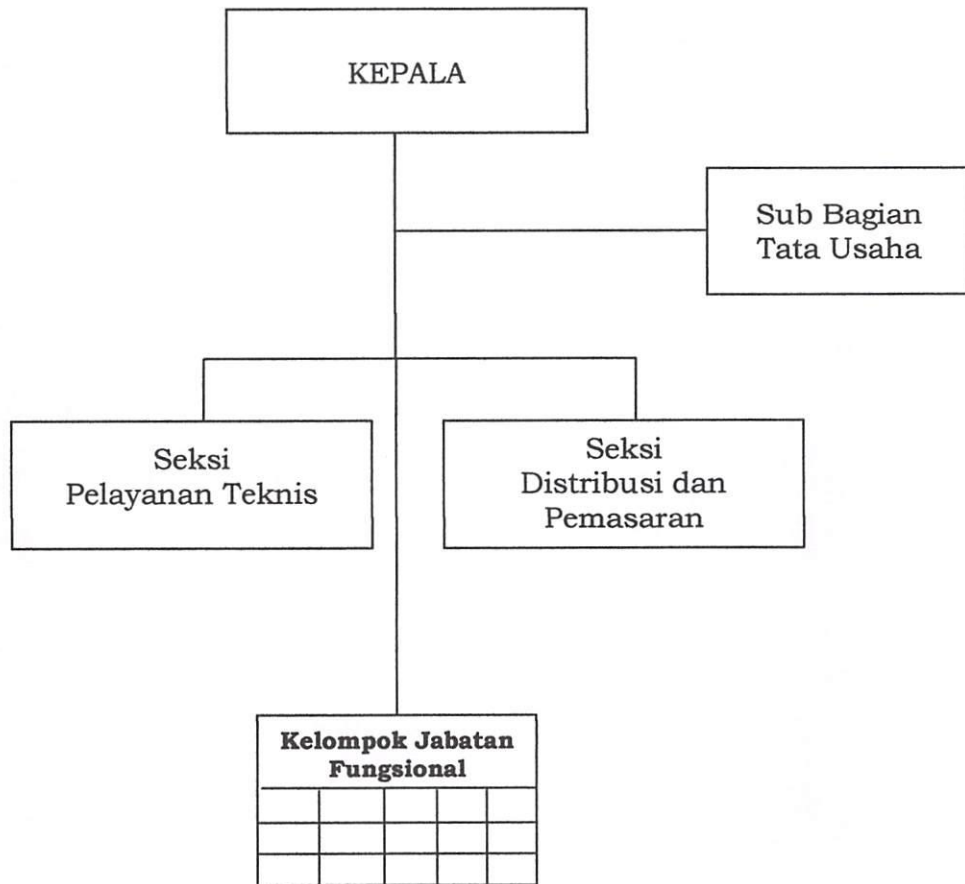 KEPALA
Sub Bagian
Tata Usaha
Seksi
Pelayanan Teknis
Seksi
Distribusi dan
Pemasaran
Kelompok Jabatan
Fungsional